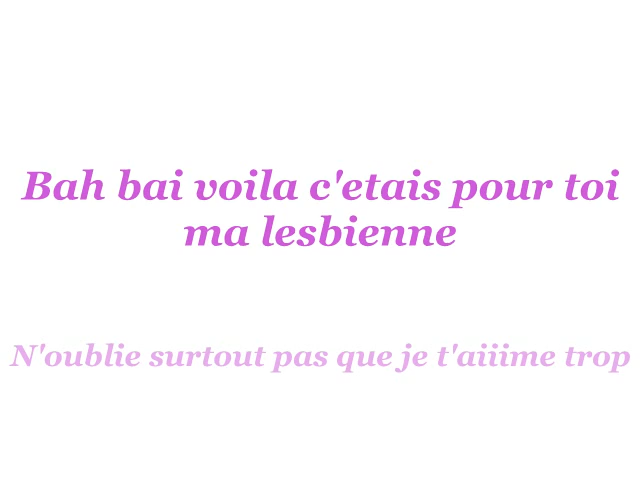 Bah bai voila c'etais pour toi
ma lesbienne
N'oublie surtout pas que je t'aiiime trop